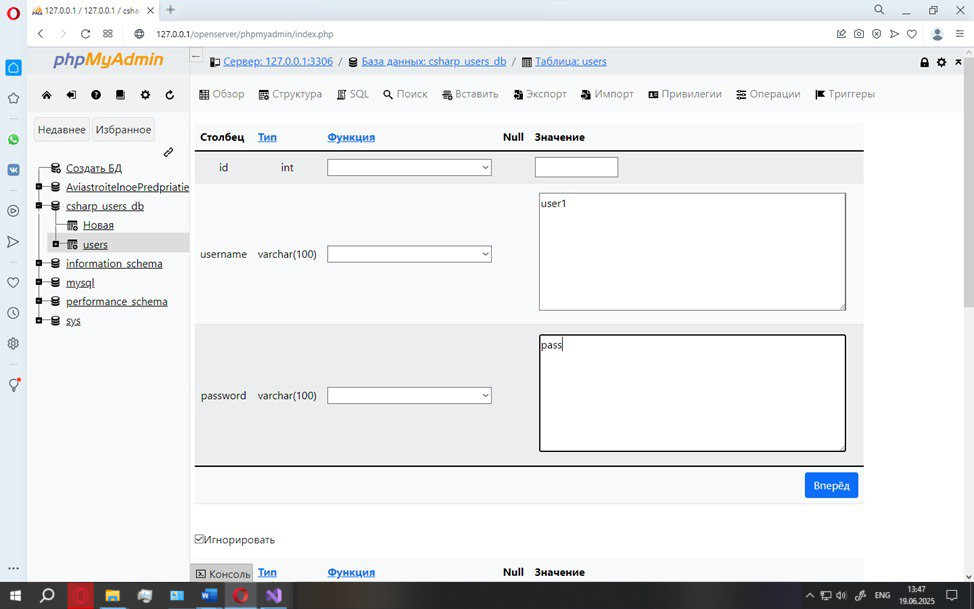 127.0.0.1 / 127.0.0.1 / csha
127.0.0.1/openserver/phpmyadmin/index.php
phpMyAdmin
Недавнее Избранное
Создать БД
AviastroitelnoePredpriatie
csharp_users_db
Новая
users
information_schema
mysql
performance_schema
sys
Сервер: 127.0.0.1:3306 / База данных: csharp_users_db / Таблица: users
Обзор Структура SQL Поиск Вставить Экспорт Импорт Привилегии Операции Триггеры
Столбец Тип Функция Null Значение
id int
username varchar(100) user1
password varchar(100) pass
Вперёд
Игнорировать
Консоль Тип Функция Null Значение
ENG
13:47
19.06.2025